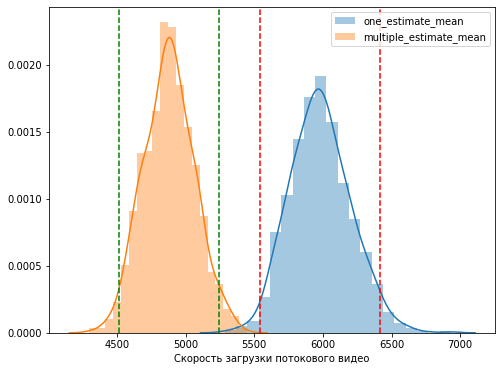 one_estimate_mean
multiple_estimate_mean
0.0020
0.0015
0.0010
0.0005
0.0000
4500 5000 5500 6000 6500 7000
Скорость загрузки потокового видео